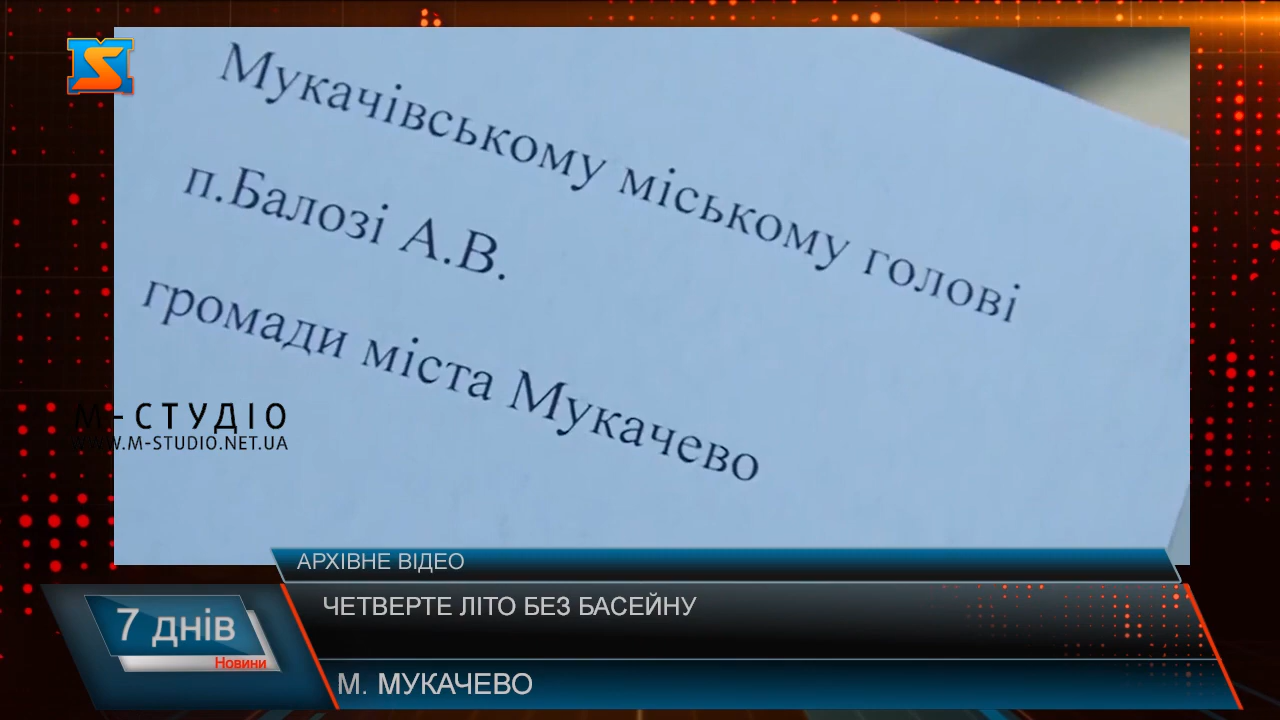 Мукачівському міському голові
п.Балозі А.В.
громади міста Мукачево
М-СТУДІО
WWW.M-STUDIO.NET.UA
АРХІВНЕ ВІДЕО
ЧЕТВЕРТЕ ЛІТО БЕЗ БАСЕЙНУ
7 днів
Новини
М. МУКАЧЕВО